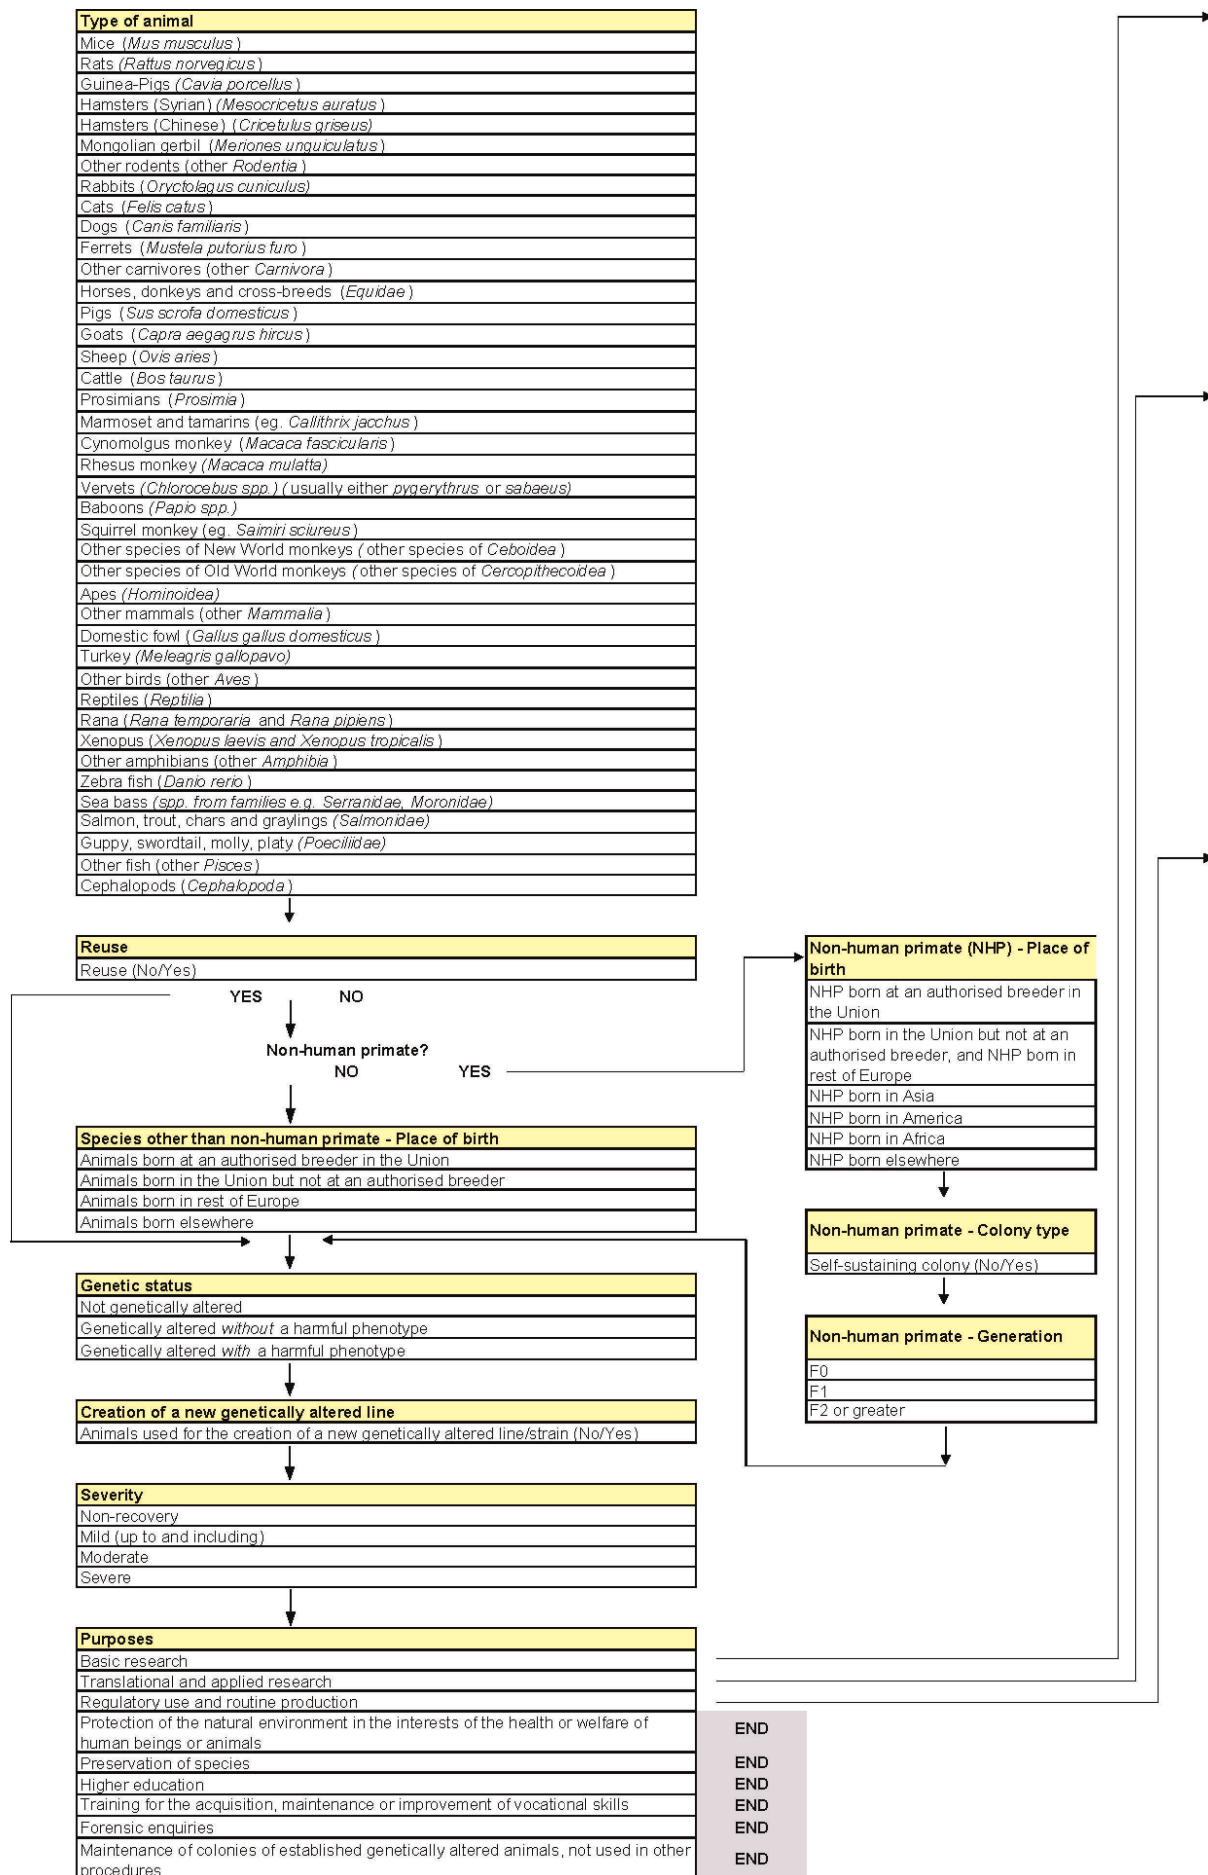 Type of animal
Mice (Mus musculus )
Rats (Rattus norvegicus )
Guinea-Pigs (Cavia porcellus )
Hamsters (Syrian) (Mesocricetus auratus )
Hamsters (Chinese) (Cricetulus griseus)
Mongolian gerbil (Meriones unguiculatus )
Other rodents (other Rodentia )
Rabbits (Oryctolagus cuniculus)
Cats (Felis catus )
Dogs (Canis familiaris )
Ferrets (Mustela putorius furo )
Other carnivores (other Carnivora )
Horses, donkeys and cross-breeds (Equidae )
Pigs (Sus scrofa domesticus )
Goats (Capra aegagrus hircus )
Sheep (Ovis aries )
Cattle (Bos taurus )
Prosimians (Prosimia )
Marmoset and tamarins (eg. Callithrix jacchus )
Cynomolgus monkey (Macaca fascicularis )
Rhesus monkey (Macaca mulatta)
Vervets (Chlorocebus spp.) ( usually either pygerythrus or sabaeus)
Baboons (Papio spp.)
Squirrel monkey (eg. Saimiri sciureus )
Other species of New World monkeys ( other species of Ceboidea )
Other species of Old World monkeys ( other species of Cercopithecoidea )
Apes (Hominoidea)
Other mammals (other Mammalia )
Domestic fowl (Gallus gallus domesticus )
Turkey (Meleagris gallopavo)
Other birds (other Aves )
Reptiles (Reptilia )
Rana (Rana temporaria and Rana pipiens )
Xenopus (Xenopus laevis and Xenopus tropicalis )
Other amphibians (other Amphibia )
Zebra fish (Danio rerio )
Sea bass (spp. from families e.g. Serranidae, Moronidae)
Salmon, trout, chars and graylings (Salmonidae)
Guppy, swordtail, molly, platy (Poeciliidae)
Other fish (other Pisces )
Cephalopods (Cephalopoda )
Reuse
Reuse (No/Yes)
YES NO
Non-human primate?
NO YES
Non-human primate (NHP) - Place of
birth
NHP born at an authorised breeder in
the Union
NHP born in the Union but not at an
authorised breeder, and NHP born in
rest of Europe
NHP born in Asia
NHP born in America
NHP born in Africa
NHP born elsewhere
Non-human primate - Colony type
Self-sustaining colony (No/Yes)
Non-human primate - Generation
F0
F1
F2 or greater
Species other than non-human primate - Place of birth
Animals born at an authorised breeder in the Union
Animals born in the Union but not at an authorised breeder
Animals born in rest of Europe
Animals born elsewhere
Genetic status
Not genetically altered
Genetically altered without a harmful phenotype
Genetically altered with a harmful phenotype
Creation of a new genetically altered line
Animals used for the creation of a new genetically altered line/strain (No/Yes)
Severity
Non-recovery
Mild (up to and including)
Moderate
Severe
Purposes
Basic research
Translational and applied research
Regulatory use and routine production
Protection of the natural environment in the interests of the health or welfare of
human beings or animals
END
Preservation of species END
Higher education END
Training for the acquisition, maintenance or improvement of vocational skills END
Forensic enquiries END
Maintenance of colonies of established genetically altered animals, not used in other
procedures
END